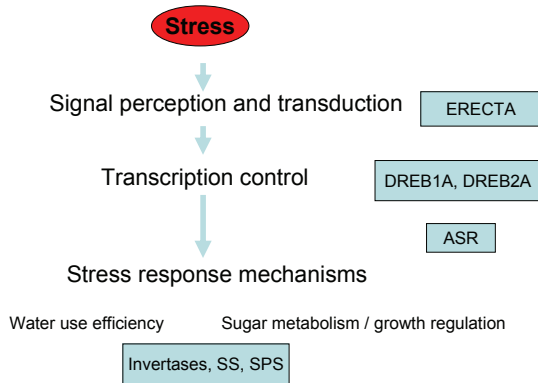 Stress
Signal perception and transduction
ERECTA
Transcription control
DREB1A, DREB2A
ASR
Stress response mechanisms
Water use efficiency
Sugar metabolism / growth regulation
Invertases, SS, SPS